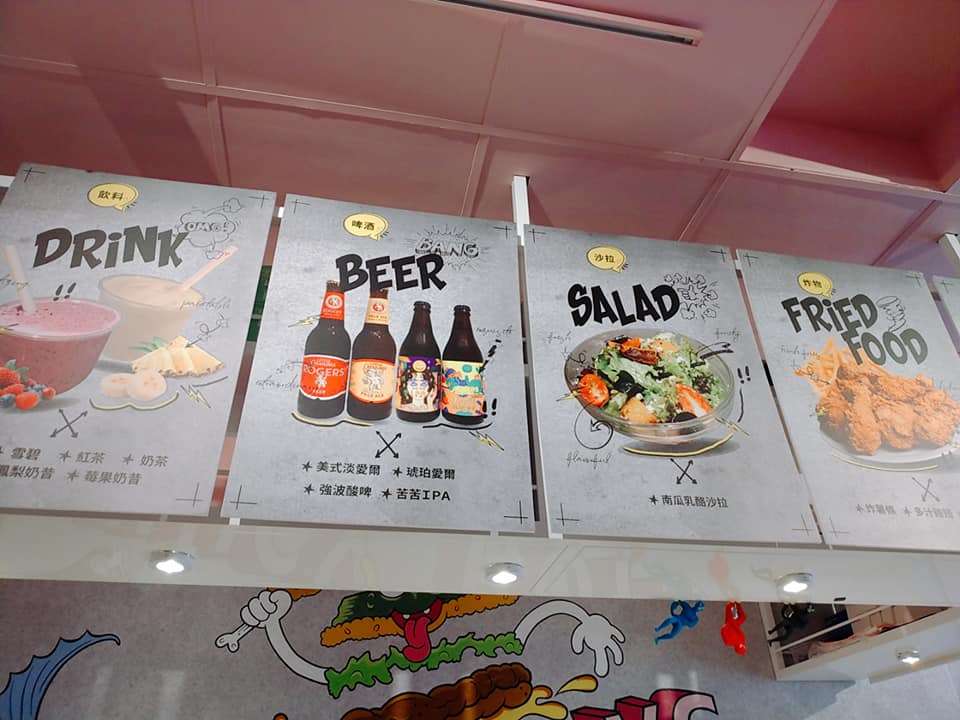 飲料
OMG!
DRiNK
!!
★ 雪碧 ★ 紅茶 ★ 奶茶
鳳梨奶昔 ★ 莓果奶昔
啤酒
BANG
BEER
ROGERS'
!!
★ 美式淡愛爾 ★ 琥珀愛爾
★ 強波酸啤 ★ 苦苦IPA
沙拉
SALAD
fresh
!!
flavorful
★ 南瓜乳酪沙拉
炸物
FRiED
FOOD
★ 炸薯條 ★ 多汁雞翅